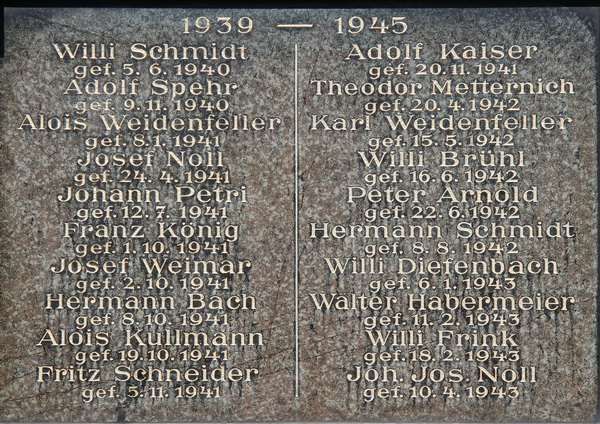 1939 — 1945
Willi Schmidt
gef. 5. 6. 1940
Adolf Spehr
gef. 9. 11. 1940
Alois Weidenfeller
gef. 8. 1. 1941
Josef Noll
gef. 24. 4. 1941
Johann Petri
gef. 12. 7. 1941
Franz König
gef. 1. 10. 1941
Josef Weimar
gef. 2. 10. 1941
Hermann Bach
gef. 8. 10. 1941
Alois Kullmann
gef. 19. 10. 1941
Fritz Schneider
gef. 5. 11. 1941
Adolf Kaiser
gef. 20. 11. 1941
Theodor Metternich
gef. 20. 4. 1942
Karl Weidenfeller
gef. 15. 5. 1942
Willi Brühl
gef. 16. 6. 1942
Peter Arnold
gef. 22. 6. 1942
Hermann Schmidt
gef. 8. 8. 1942
Willi Diefenbach
gef. 6. 1. 1943
Walter Habermeier
gef. 11. 2. 1943
Willi Frink
gef. 18. 2. 1943
Joh. Jos. Noll
gef. 10. 4. 1943